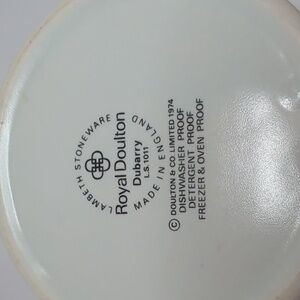 LAMBETH STONEWARE
Royal Doulton
Dubarry
L.S. 1011
MADE IN ENGLAND
© DOULTON & CO. LIMITED 1974
DISHWASHER PROOF
DETERGENT PROOF
FREEZER & OVEN PROOF